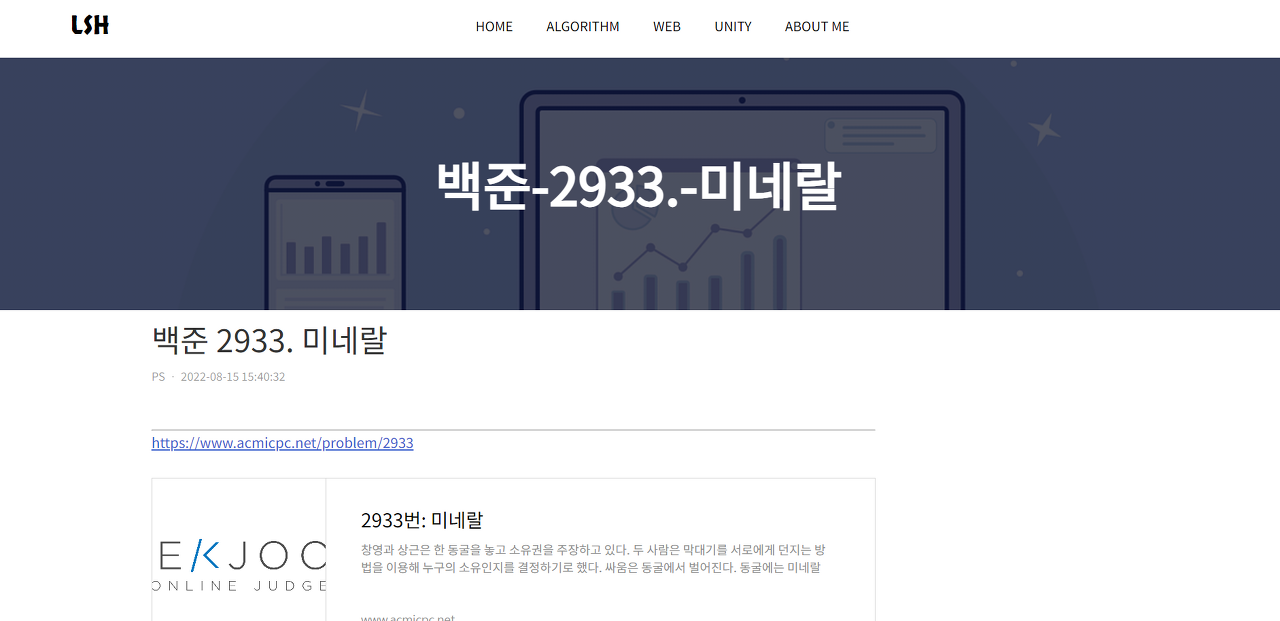 LSH
HOME ALGORITHM WEB UNITY ABOUT ME
백준-2933.-미네랄
백준 2933. 미네랄
PS · 2022-08-15 15:40:32
https://www.acmicpc.net/problem/2933
2933번: 미네랄
창영과 상근은 한 동굴을 놓고 소유권을 주장하고 있다. 두 사람은 막대기를 서로에게 던지는 방
법을 이용해 누구의 소유인지를 결정하기로 했다. 싸움은 동굴에서 벌어진다. 동굴에는 미네랄
EKJOO
ONLINE JUDGE
www.acmicpc.net